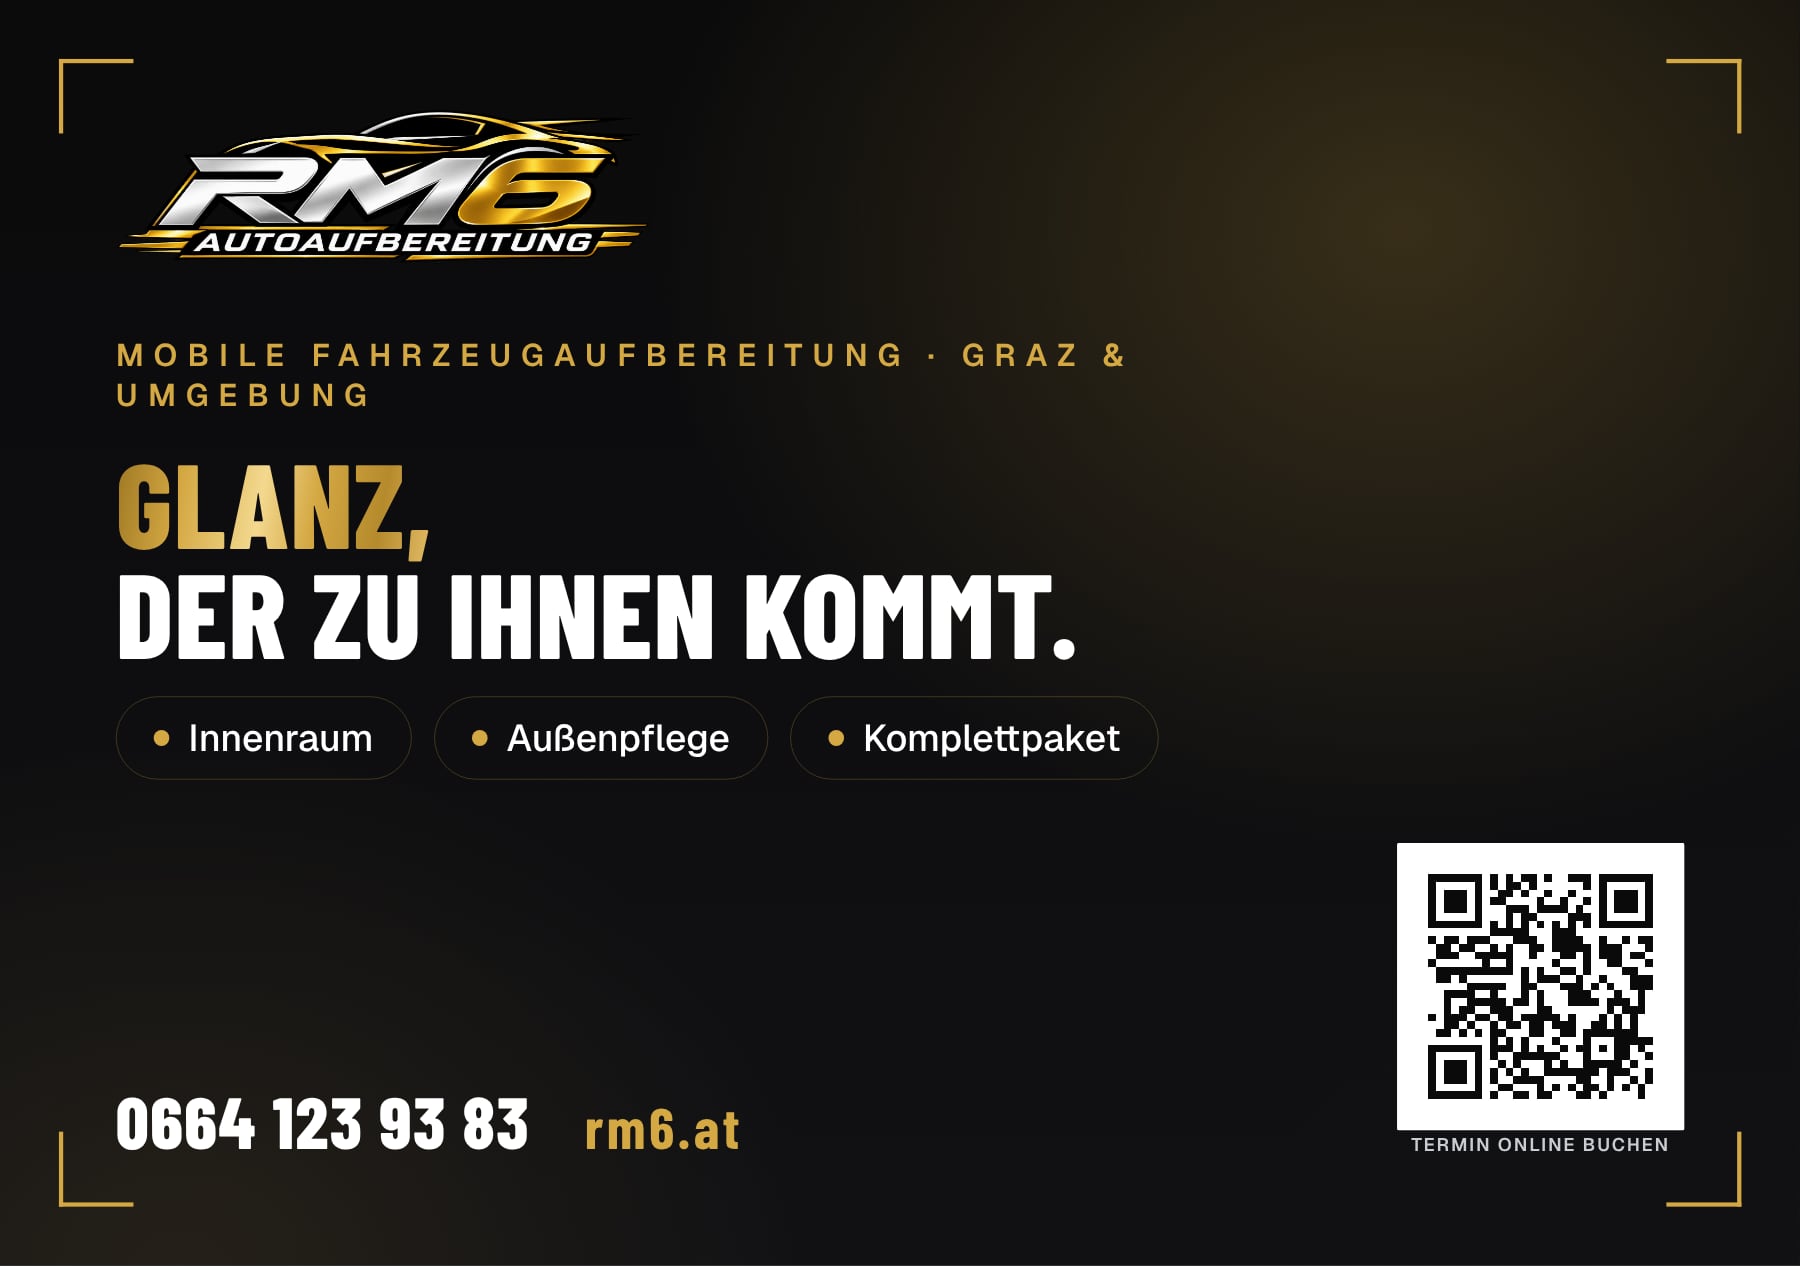 RM6
AUTOAUFBEREITUNG
MOBILE FAHRZEUGAUFBEREITUNG · GRAZ &
UMGEBUNG
GLANZ,
DER ZU IHNEN KOMMT.
Innenraum Außenpflege Komplettpaket
0664 123 93 83 rm6.at
TERMIN ONLINE BUCHEN